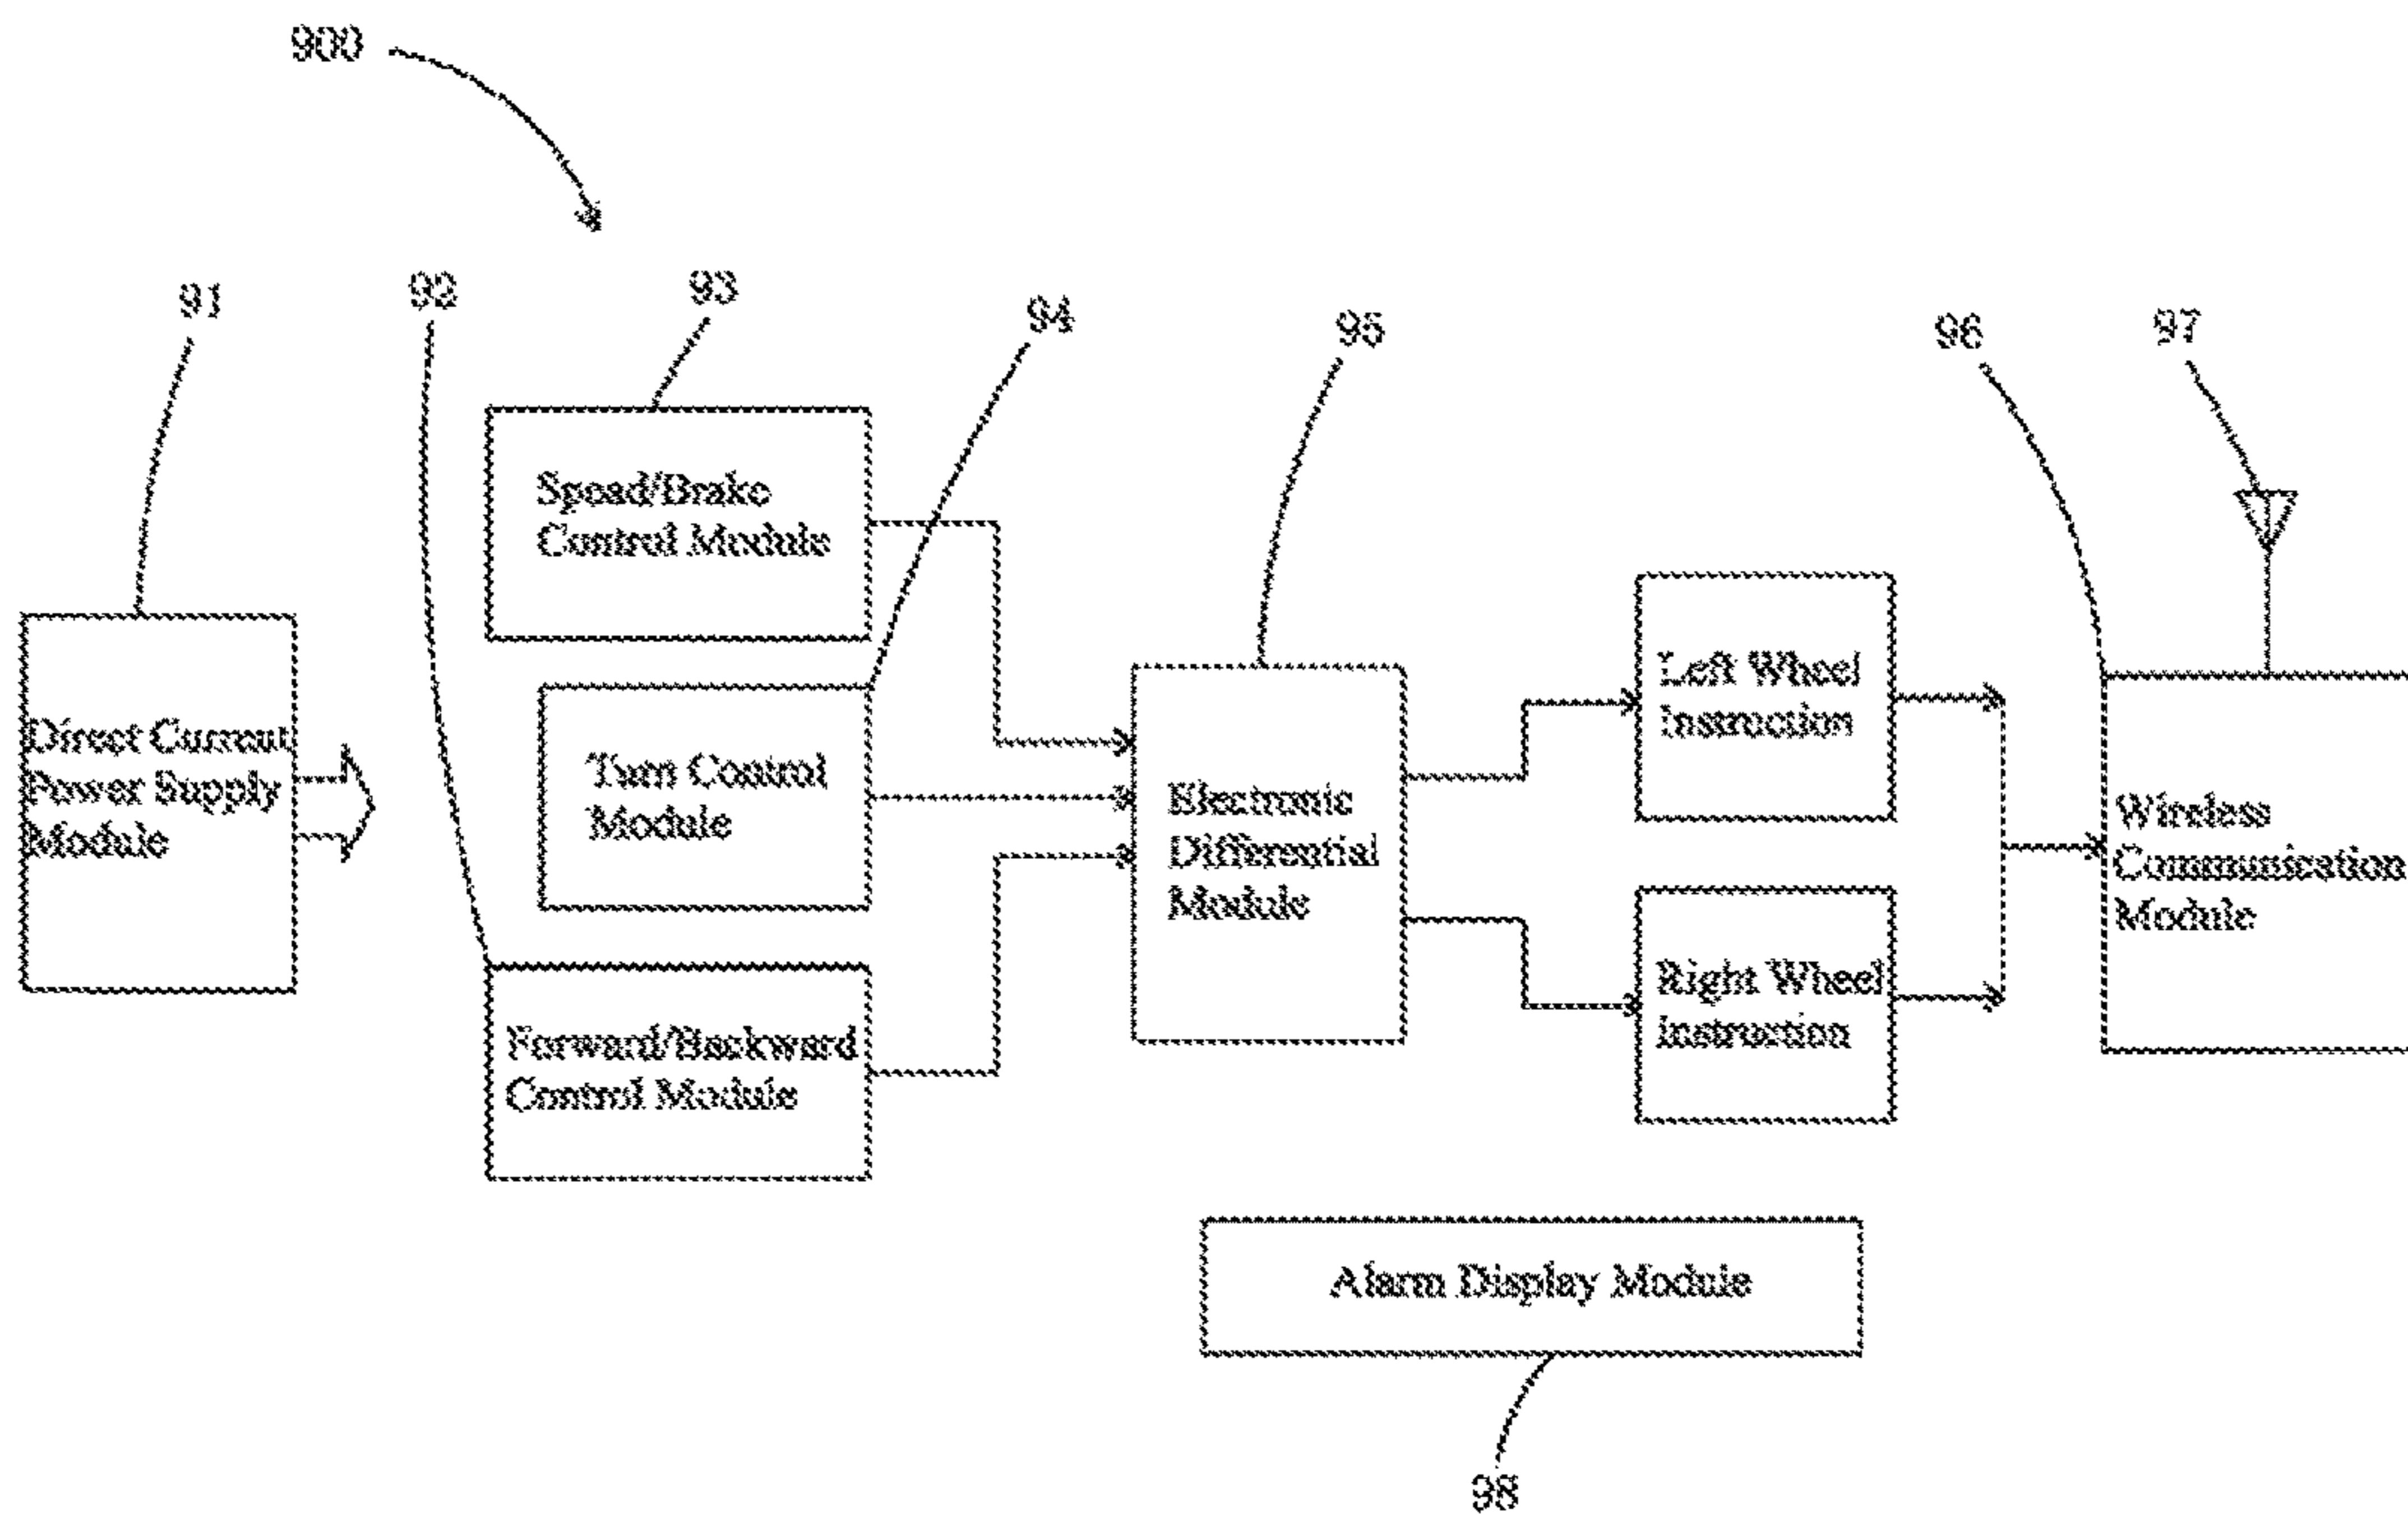 900
91
92
93
94
95
96
97
Speed/Brake
Control Module
Direct Current
Power Supply
Module
Turn Control
Module
Forward/Backward
Control Module
Electronic
Differential
Module
Left Wheel
Instruction
Right Wheel
Instruction
Wireless
Communication
Module
Alarm Display Module
98